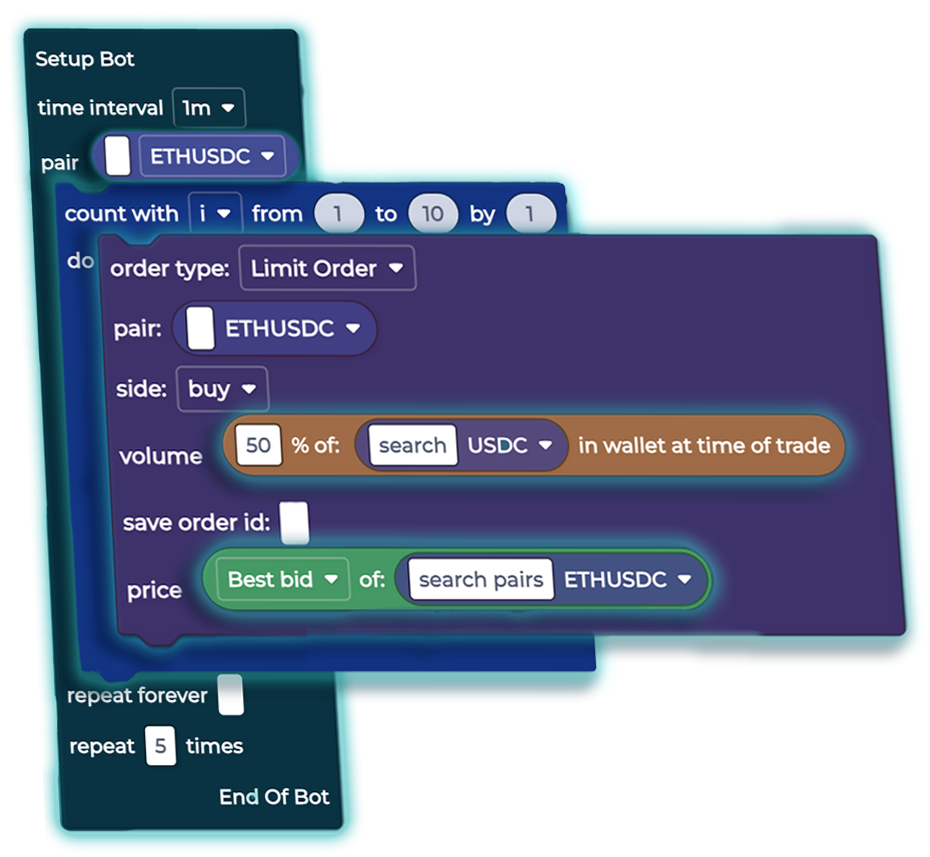 Setup Bot
time interval 1m
pair ETHUSDC
count with i from 1 to 10 by 1
do
order type: Limit Order
pair: ETHUSDC
side: buy
volume 50 % of: search USDC in wallet at time of trade
save order id:
price Best bid of: search pairs ETHUSDC
repeat forever
repeat 5 times
End Of Bot